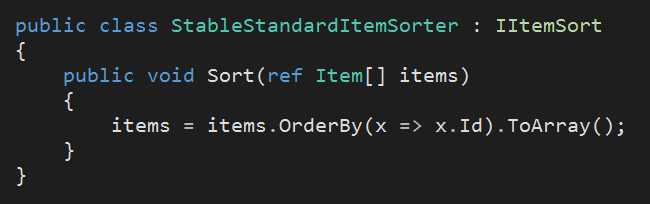 public class StableStandardItemSorter : IItemSort
{
    public void Sort(ref Item[] items)
    {
        items = items.OrderBy(x => x.Id).ToArray();
    }
}